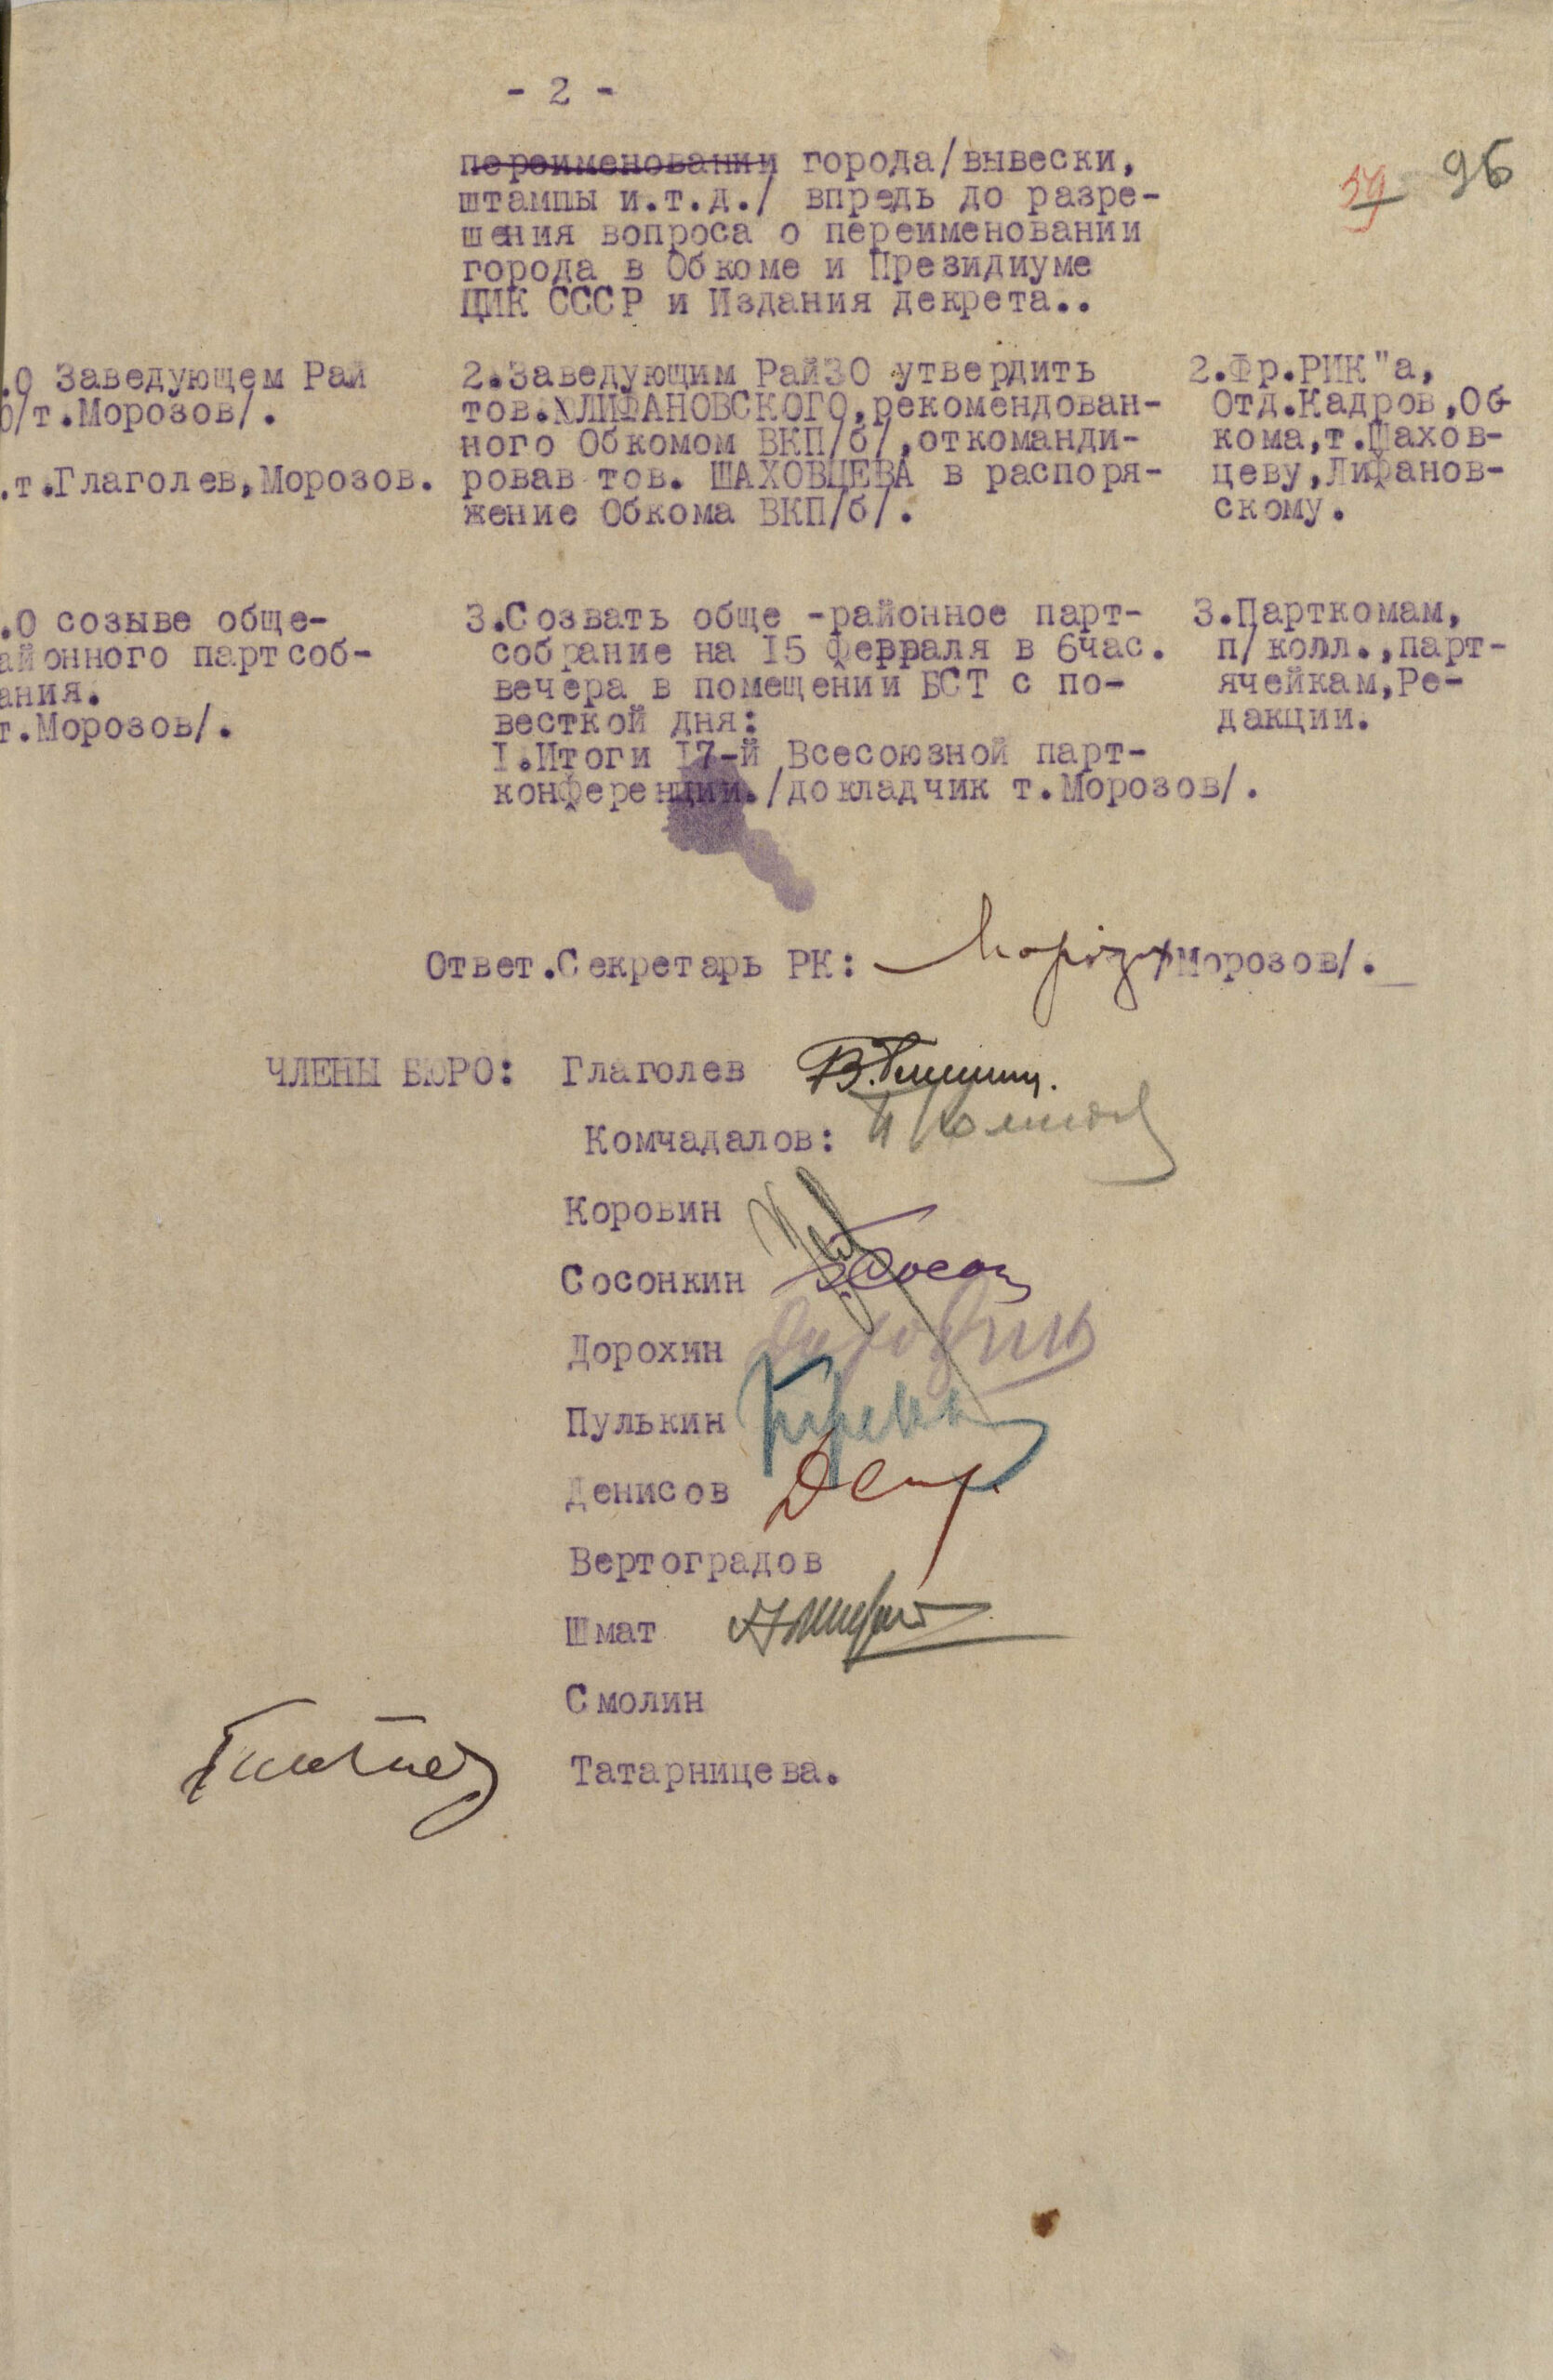 - 2 -
59 96
переименовании города/вывески,
штампы и.т.д./ впредь до разре-
шения вопроса о переименовании
города в Обкоме и Президиуме
ЦИК СССР и Издания декрета..
.О Заведующем Рай
О/т.Морозов/.
.т.Глаголев,Морозов.
2.Заведующим РайЗО утвердить
тов.ЛИФАНОВСКОГО,рекомендован-
ного Обкомом ВКП/б/,откоманди-
ровав тов. ШАХОВЦЕВА в распоря-
жение Обкома ВКП/б/.
2.Фр.РИК"а,
Отд.Кадров,Об-
кома,т.Шахов-
цеву,Лифанов-
скому.
.О созыве обще-
айонного партсоб-
ания.
т.Морозов/.
3.Созвать обще -районное парт-
собрание на 15 февраля в 6час.
вечера в помещении БСТ с по-
весткой дня:
1.Итоги 17-й Всесоюзной парт-
конференции./докладчик т.Морозов/.
3.Парткомам,
п/колл.,парт-
ячейкам,Ре-
дакции.
Ответ.Секретарь РК: /Морозов/.
ЧЛЕНЫ БЮРО: Глаголев
Комчадалов:
Коровин
Сосонкин
Дорохин
Пулькин
Денисов
Вертоградов
Шмат
Смолин
Татарницева.